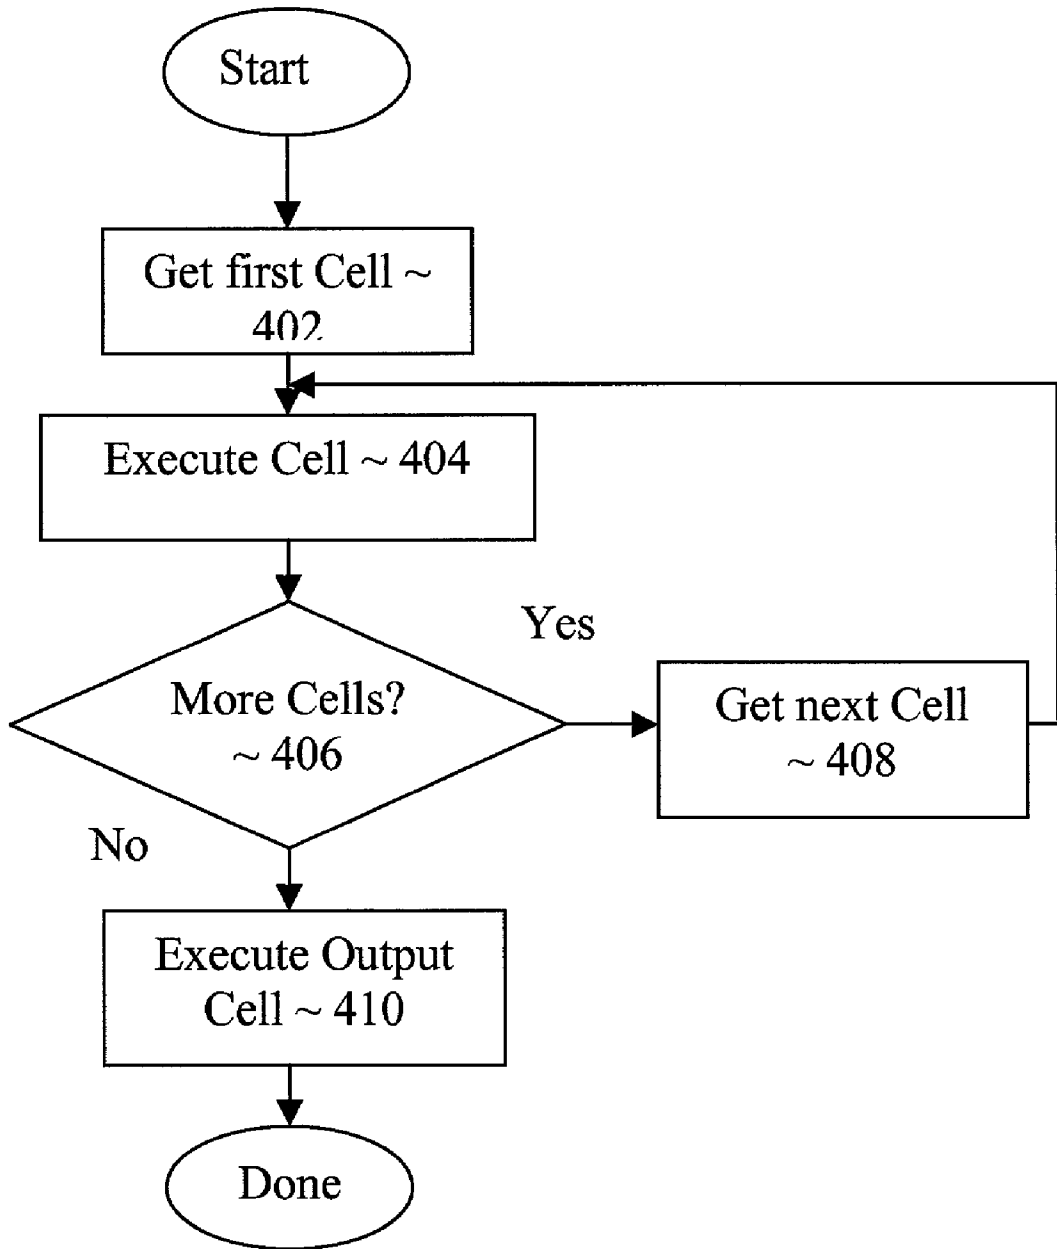 Start
Get first Cell ~
402
Execute Cell ~ 404
Yes
More Cells?
~ 406
Get next Cell
~ 408
No
Execute Output
Cell ~ 410
Done